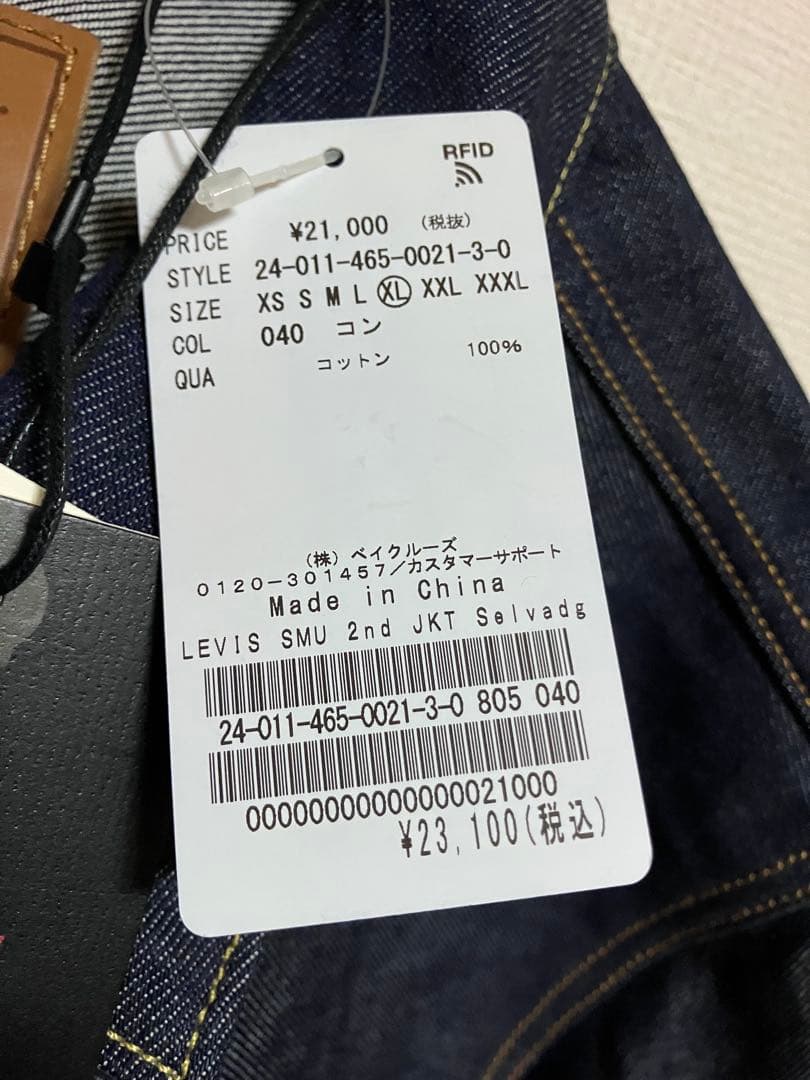 RFID
PRICE ¥21,000 (税抜)
STYLE 24-011-465-0021-3-0
SIZE XS S M L XL XXL XXXL
COL 040 コン
QUA コットン 100%
(株) ベイクルーズ
0120-301457/カスタマーサポート
Made in China
LEVIS SMU 2nd JKT Selvadg
24-011-465-0021-3-0 805 040
00000000000000021000
¥23,100(税込)